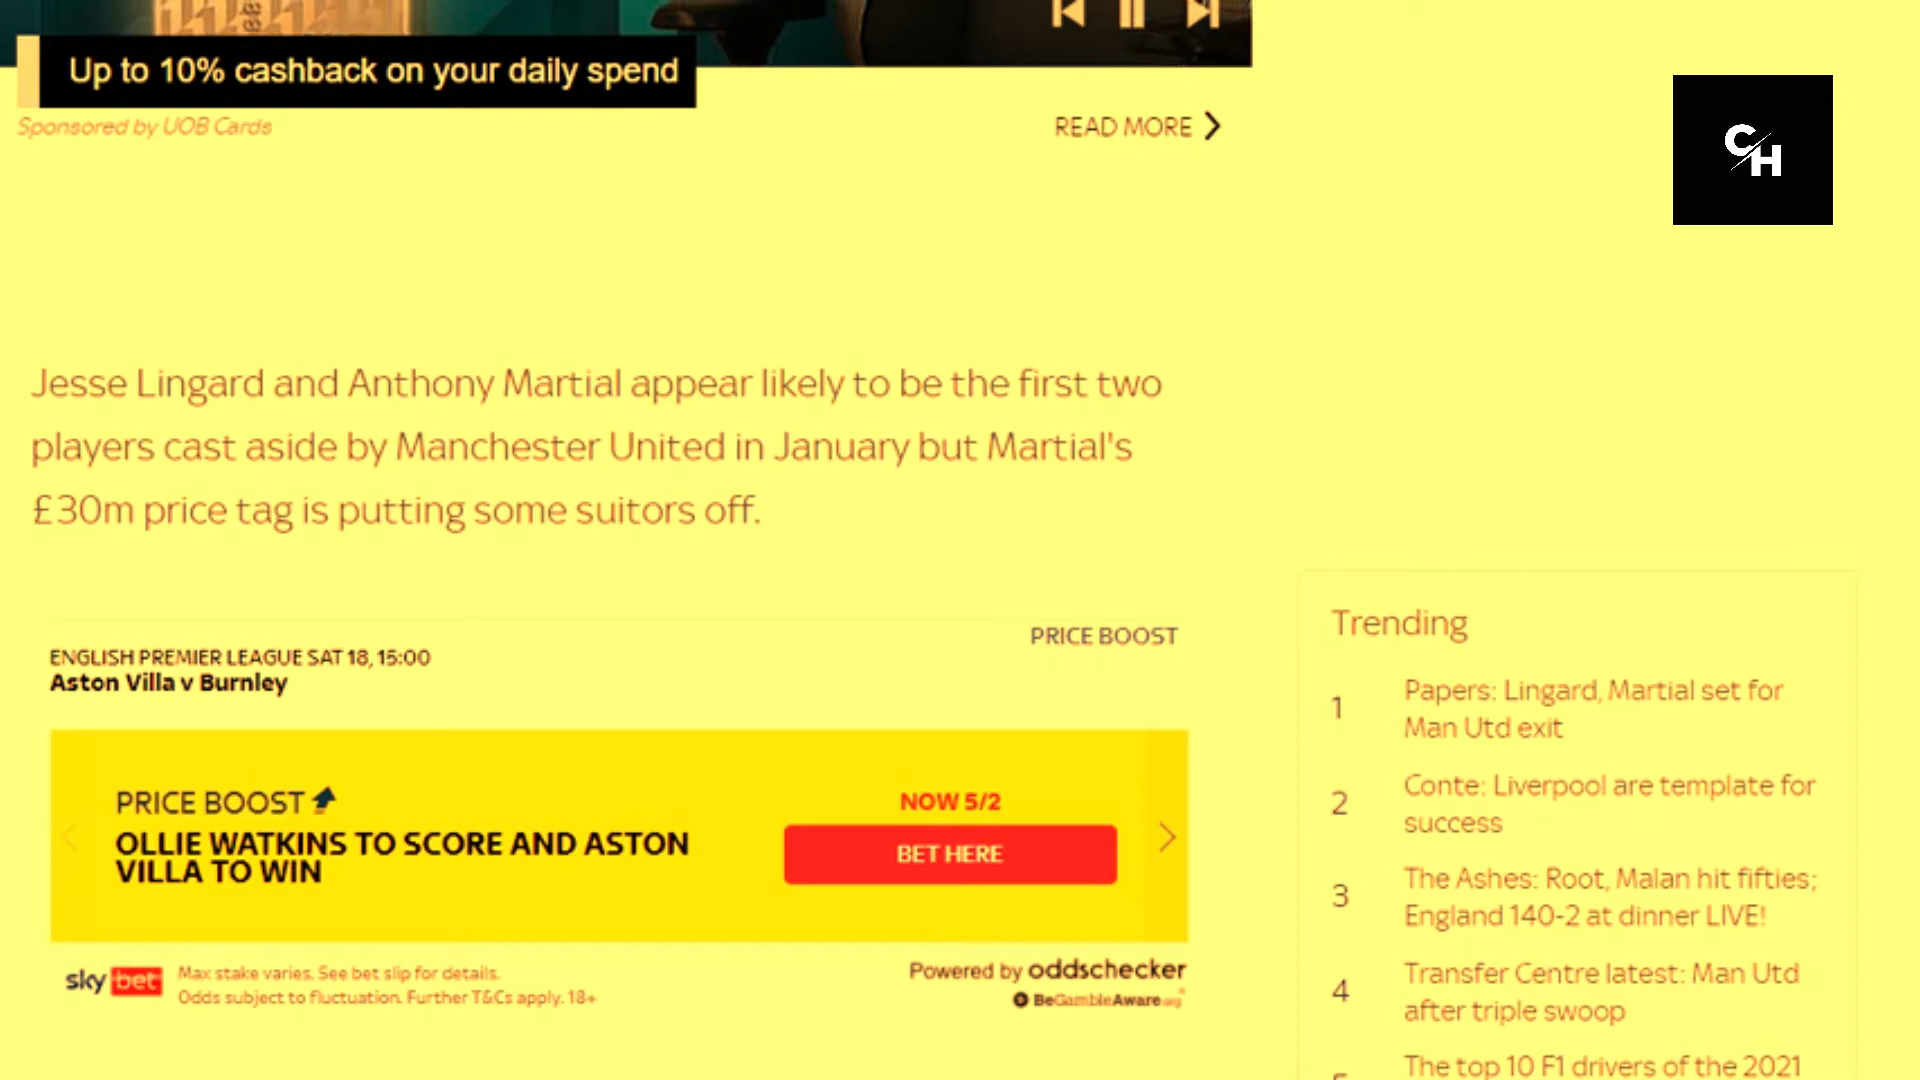 Up to 10% cashback on your daily spend
Sponsored by UOB Cards
READ MORE
CH
Jesse Lingard and Anthony Martial appear likely to be the first two
players cast aside by Manchester United in January but Martial's
£30m price tag is putting some suitors off.
PRICE BOOST
ENGLISH PREMIER LEAGUE SAT 18, 15:00
Aston Villa v Burnley
PRICE BOOST
OLLIE WATKINS TO SCORE AND ASTON
VILLA TO WIN
NOW 5/2
BET HERE
sky bet
Max stake varies. See bet slip for details.
Odds subject to fluctuation. Further T&Cs apply. 18+
Powered by oddschecker
BeGambleAware.org
Trending
1
Papers: Lingard, Martial set for
Man Utd exit
2
Conte: Liverpool are template for
success
3
The Ashes: Root, Malan hit fifties;
England 140-2 at dinner LIVE!
4
Transfer Centre latest: Man Utd
after triple swoop
The top 10 F1 drivers of the 2021